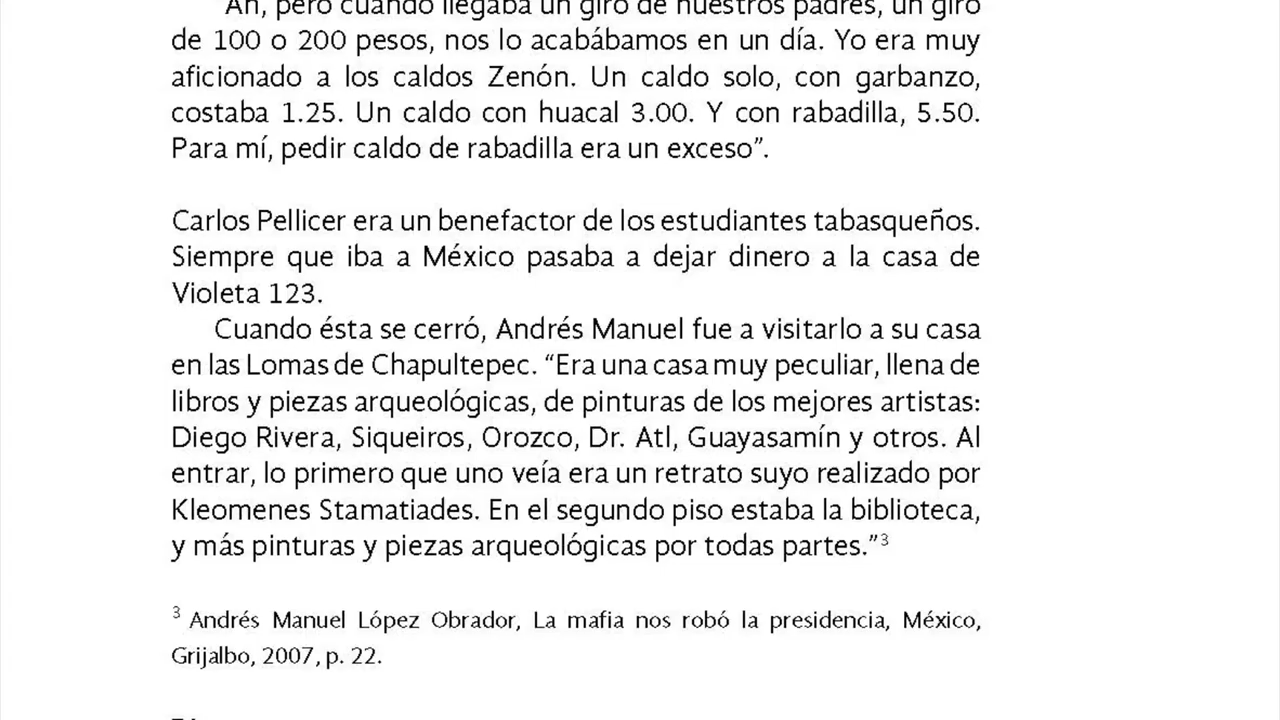 "Ah, pero cuando llegaba un giro de nuestros padres, un giro
de 100 o 200 pesos, nos lo acabábamos en un día. Yo era muy
aficionado a los caldos Zenón. Un caldo solo, con garbanzo,
costaba 1.25. Un caldo con huacal 3.00. Y con rabadilla, 5.50.
Para mí, pedir caldo de rabadilla era un exceso”.
Carlos Pellicer era un benefactor de los estudiantes tabasqueños.
Siempre que iba a México pasaba a dejar dinero a la casa de
Violeta 123.
Cuando ésta se cerró, Andrés Manuel fue a visitarlo a su casa
en las Lomas de Chapultepec. “Era una casa muy peculiar, llena de
libros y piezas arqueológicas, de pinturas de los mejores artistas:
Diego Rivera, Siqueiros, Orozco, Dr. Atl, Guayasamín y otros. Al
entrar, lo primero que uno veía era un retrato suyo realizado por
Kleomenes Stamatiades. En el segundo piso estaba la biblioteca,
y más pinturas y piezas arqueológicas por todas partes.”3
3 Andrés Manuel López Obrador, La mafia nos robó la presidencia, México,
Grijalbo, 2007, p. 22.